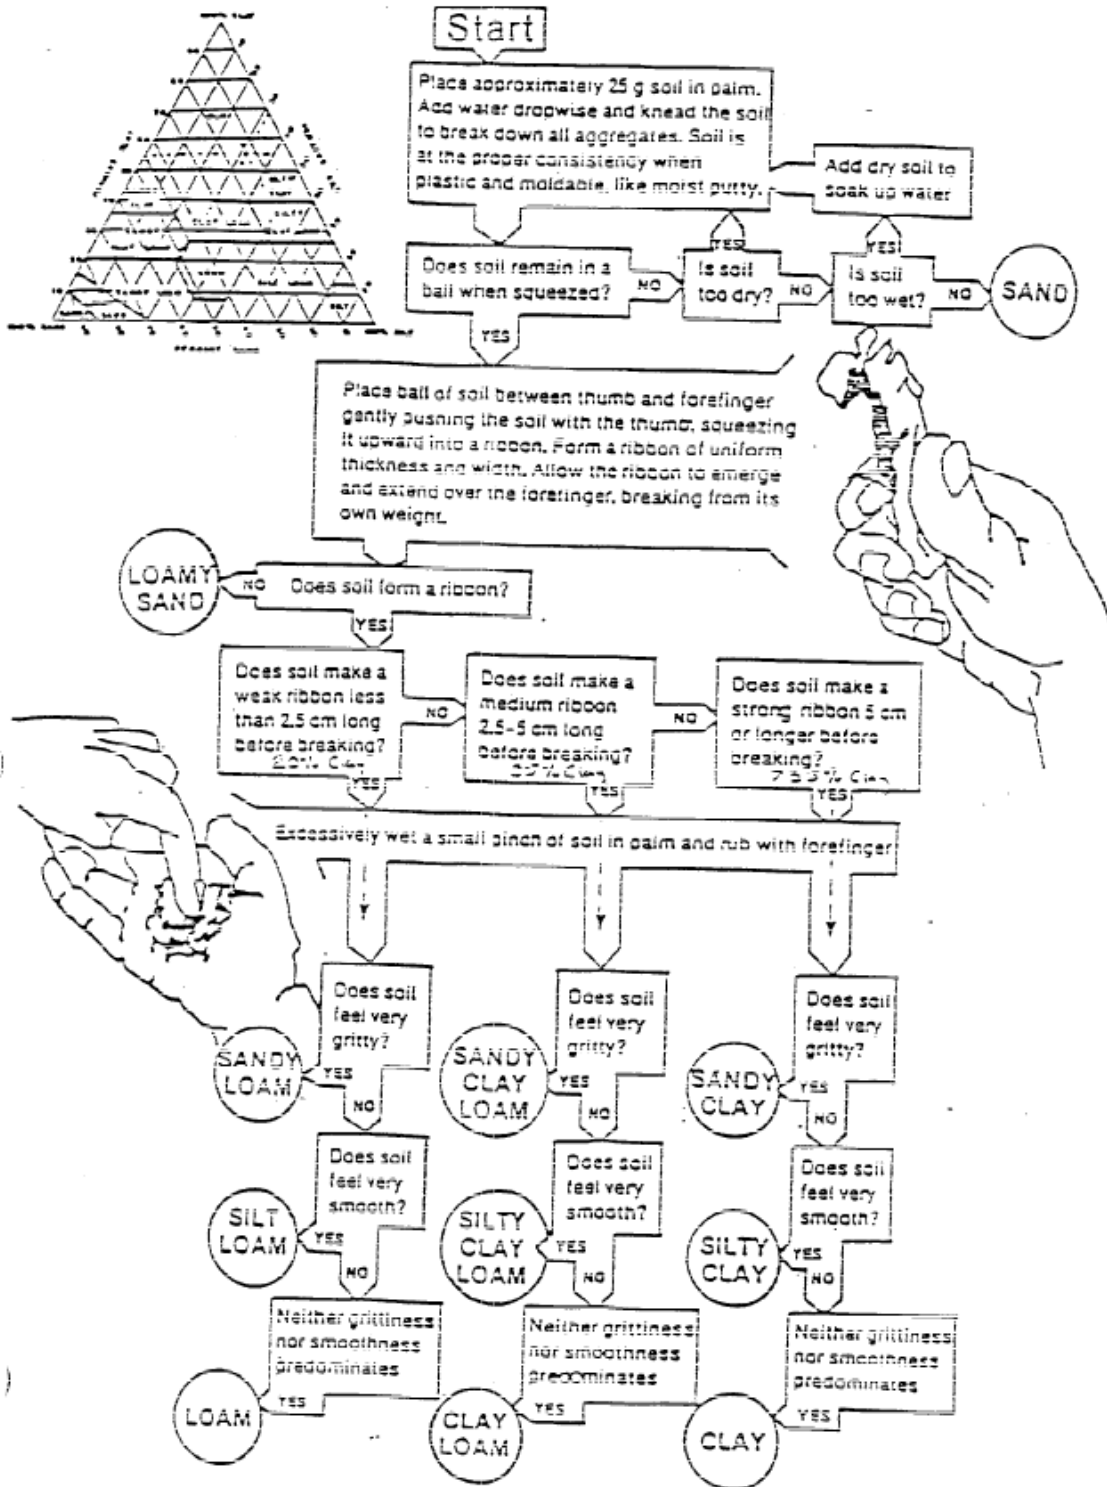 Start
Place approximately 25 g soil in palm.
Add water dropwise and knead the soil
to break down all aggregates. Soil is
at the proper consistency when
plastic and moldable, like moist putty.
Add dry soil to
soak up water
YES
YES
Does soil remain in a
ball when squeezed?
NO
Is soil
too dry?
NO
Is soil
too wet?
NO
SAND
YES
Place ball of soil between thumb and forefinger
gently pushing the soil with the thumb, squeezing
it upward into a ribbon. Form a ribbon of uniform
thickness and width. Allow the ribbon to emerge
and extend over the forefinger, breaking from its
own weight.
LOAMY
SAND
NO
Does soil form a ribbon?
YES
Does soil make a
weak ribbon less
than 2.5 cm long
before breaking?
Clay
NO
Does soil make a
medium ribbon
2.5-5 cm long
before breaking?
% Clay
NO
Does soil make a
strong ribbon 5 cm
or longer before
breaking?
% Clay
YES
YES
YES
Excessively wet a small pinch of soil in palm and rub with forefinger
Does soil
feel very
gritty?
YES
SANDY
LOAM
NO
Does soil
feel very
gritty?
YES
SANDY
CLAY
LOAM
NO
Does soil
feel very
gritty?
YES
SANDY
CLAY
NO
Does soil
feel very
smooth?
YES
SILT
LOAM
NO
Does soil
feel very
smooth?
YES
SILTY
CLAY
LOAM
NO
Does soil
feel very
smooth?
YES
SILTY
CLAY
NO
Neither grittiness
nor smoothness
predominates
YES
LOAM
Neither grittiness
nor smoothness
predominates
YES
CLAY
LOAM
Neither grittiness
nor smoothness
predominates
YES
CLAY